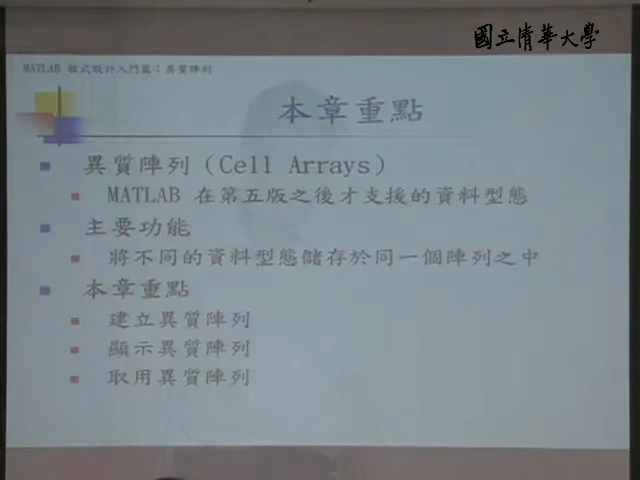 國立清華大學
MATLAB 程式設計入門篇：異質陣列
本章重點
異質陣列（Cell Arrays）
MATLAB 在第五版之後才支援的資料型態
主要功能
將不同的資料型態儲存於同一個陣列之中
本章重點
建立異質陣列
顯示異質陣列
取用異質陣列